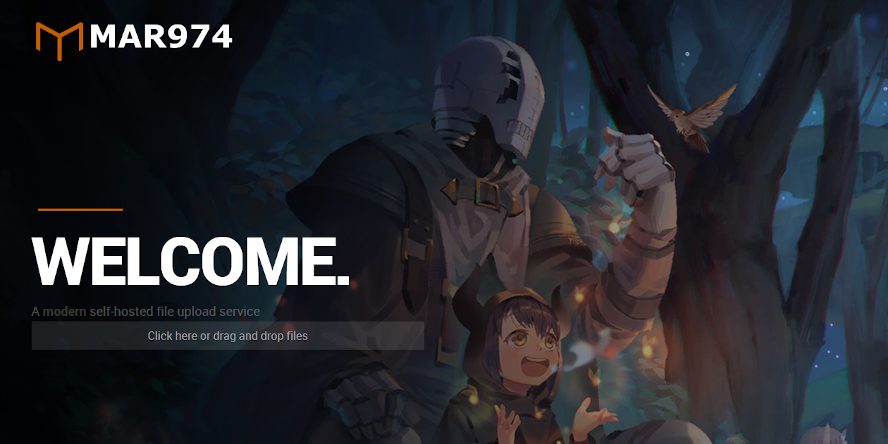 MAR974
WELCOME.
A modern self-hosted file upload service
Click here or drag and drop files